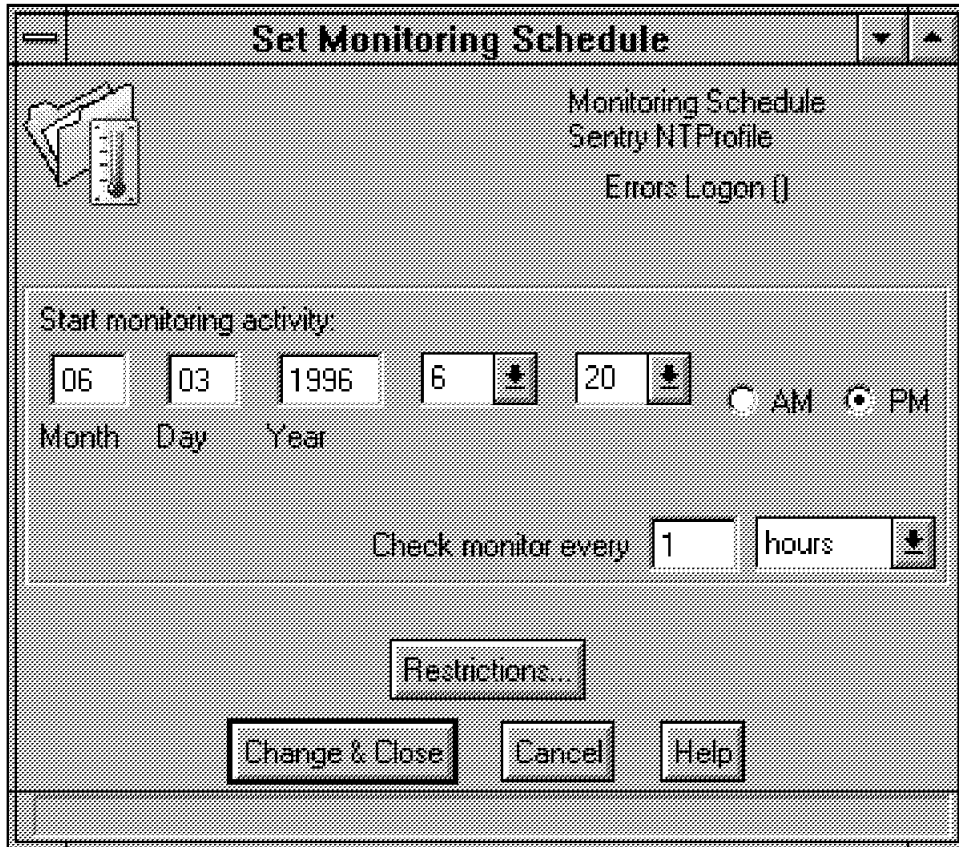 Set Monitoring Schedule
Monitoring Schedule
Sentry NTProfile
Errors Logon ()
Start monitoring activity:
06 03 1996 6 20 AM PM
Month Day Year
Check monitor every 1 hours
Restrictions...
Change & Close Cancel Help